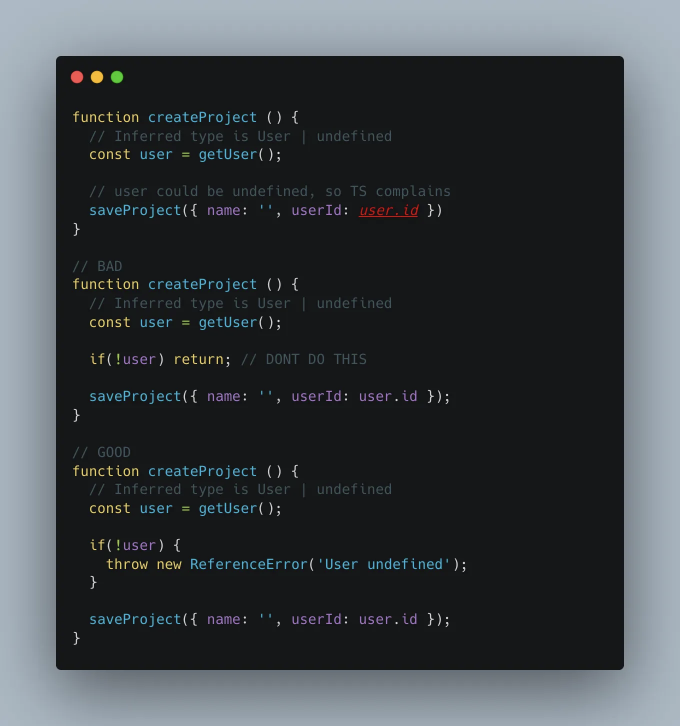 function createProject () {
  // Inferred type is User | undefined
  const user = getUser();

  // user could be undefined, so TS complains
  saveProject({ name: '', userId: user.id })
}

// BAD
function createProject () {
  // Inferred type is User | undefined
  const user = getUser();

  if(!user) return; // DONT DO THIS

  saveProject({ name: '', userId: user.id });
}

// GOOD
function createProject () {
  // Inferred type is User | undefined
  const user = getUser();

  if(!user) {
    throw new ReferenceError('User undefined');
  }

  saveProject({ name: '', userId: user.id });
}